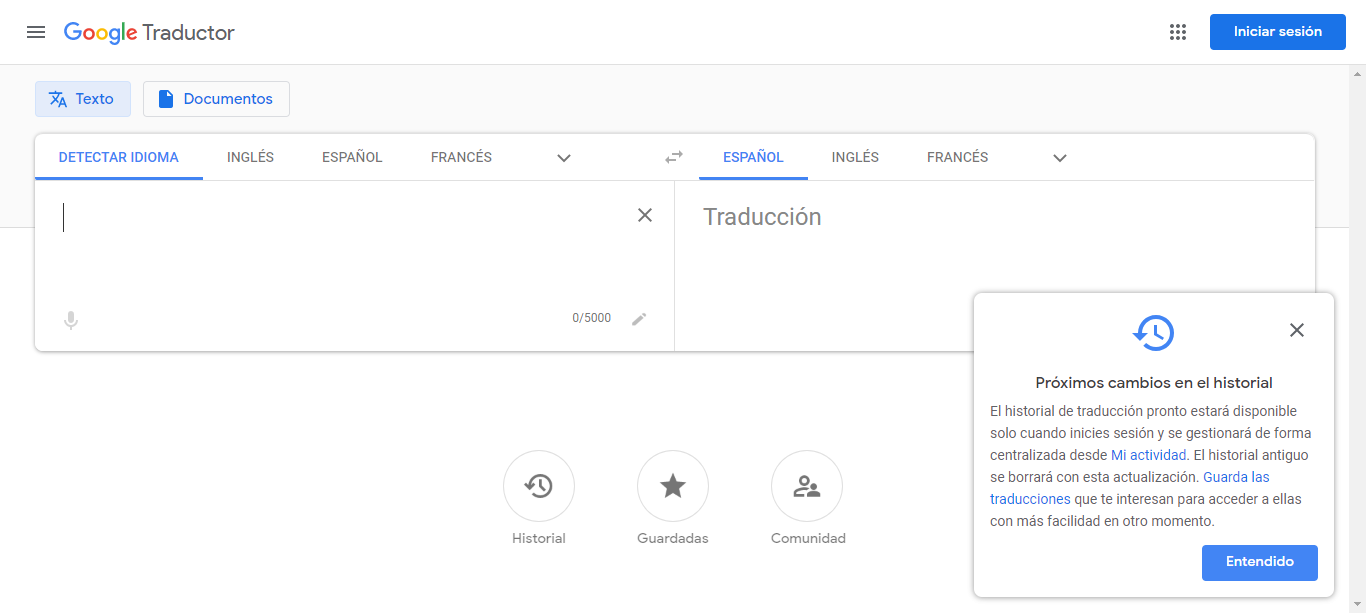 Google Traductor
Iniciar sesión
Texto
Documentos
DETECTAR IDIOMA INGLÉS ESPAÑOL FRANCÉS
ESPAÑOL INGLÉS FRANCÉS
Traducción
0/5000
Historial
Guardadas
Comunidad
Próximos cambios en el historial
El historial de traducción pronto estará disponible
solo cuando inicies sesión y se gestionará de forma
centralizada desde Mi actividad. El historial antiguo
se borrará con esta actualización. Guarda las
traducciones que te interesan para acceder a ellas
con más facilidad en otro momento.
Entendido